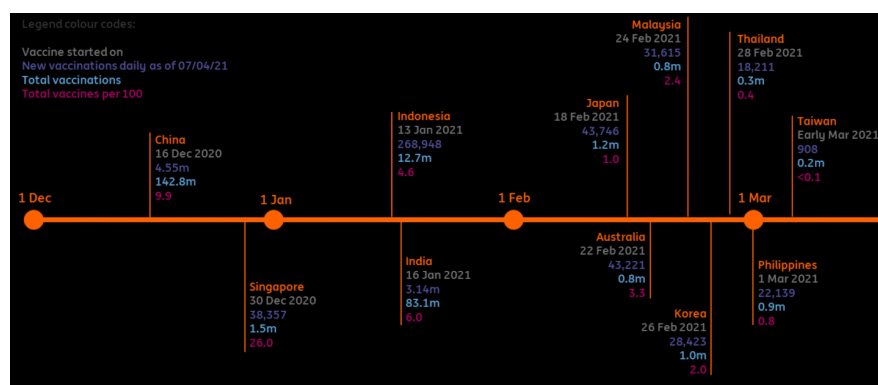 Legend colour codes:
Vaccine started on
New vaccinations daily as of 07/04/21
Total vaccinations
Total vaccines per 100
China
16 Dec 2020
4.55m
142.8m
9.9
Indonesia
13 Jan 2021
268,948
12.7m
4.6
Japan
18 Feb 2021
43,746
1.2m
1.0
Malaysia
24 Feb 2021
31,615
0.8m
2.4
Thailand
28 Feb 2021
18,211
0.3m
0.4
Taiwan
Early Mar 2021
908
0.2m
<0.1
1 Dec
1 Jan
1 Feb
1 Mar
Singapore
30 Dec 2020
38,357
1.5m
26.0
India
16 Jan 2021
3.14m
83.1m
6.0
Australia
22 Feb 2021
43,221
0.8m
3.3
Korea
26 Feb 2021
28,423
1.0m
2.0
Philippines
1 Mar 2021
22,139
0.9m
0.8